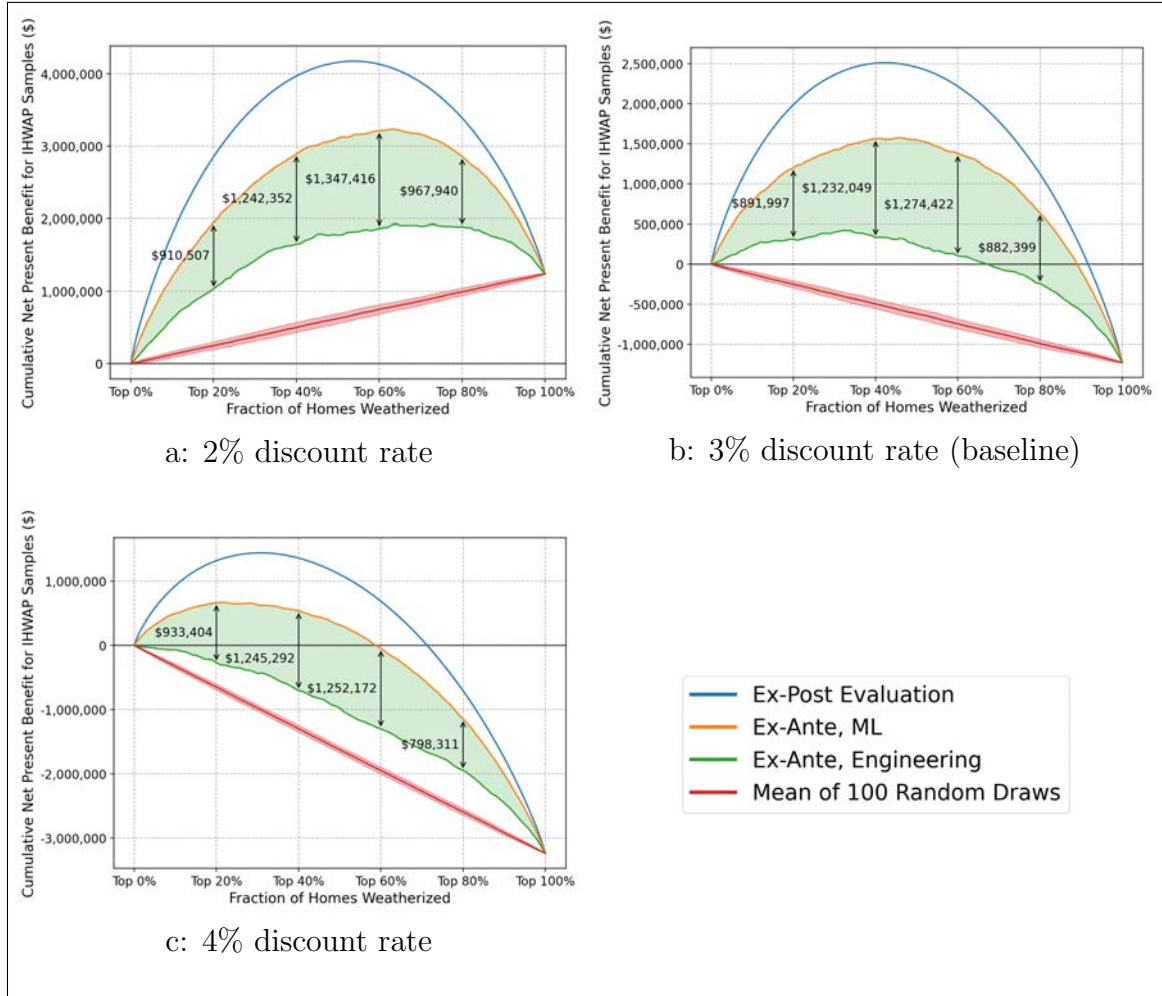 Cumulative Net Present Benefit for IHWAP Samples ($)
4,000,000
3,000,000
2,000,000
1,000,000
0
$910,507
$1,242,352
$1,347,416
$967,940
Top 0% Top 20% Top 40% Top 60% Top 80% Top 100%
Fraction of Homes Weatherized
a: 2% discount rate
Cumulative Net Present Benefit for IHWAP Samples ($)
2,500,000
2,000,000
1,500,000
1,000,000
500,000
0
-500,000
-1,000,000
$891,997
$1,232,049
$1,274,422
$882,399
Top 0% Top 20% Top 40% Top 60% Top 80% Top 100%
Fraction of Homes Weatherized
b: 3% discount rate (baseline)
Cumulative Net Present Benefit for IHWAP Samples ($)
1,000,000
0
-1,000,000
-2,000,000
-3,000,000
$933,404
$1,245,292
$1,252,172
$798,311
Top 0% Top 20% Top 40% Top 60% Top 80% Top 100%
Fraction of Homes Weatherized
c: 4% discount rate
Ex-Post Evaluation
Ex-Ante, ML
Ex-Ante, Engineering
Mean of 100 Random Draws